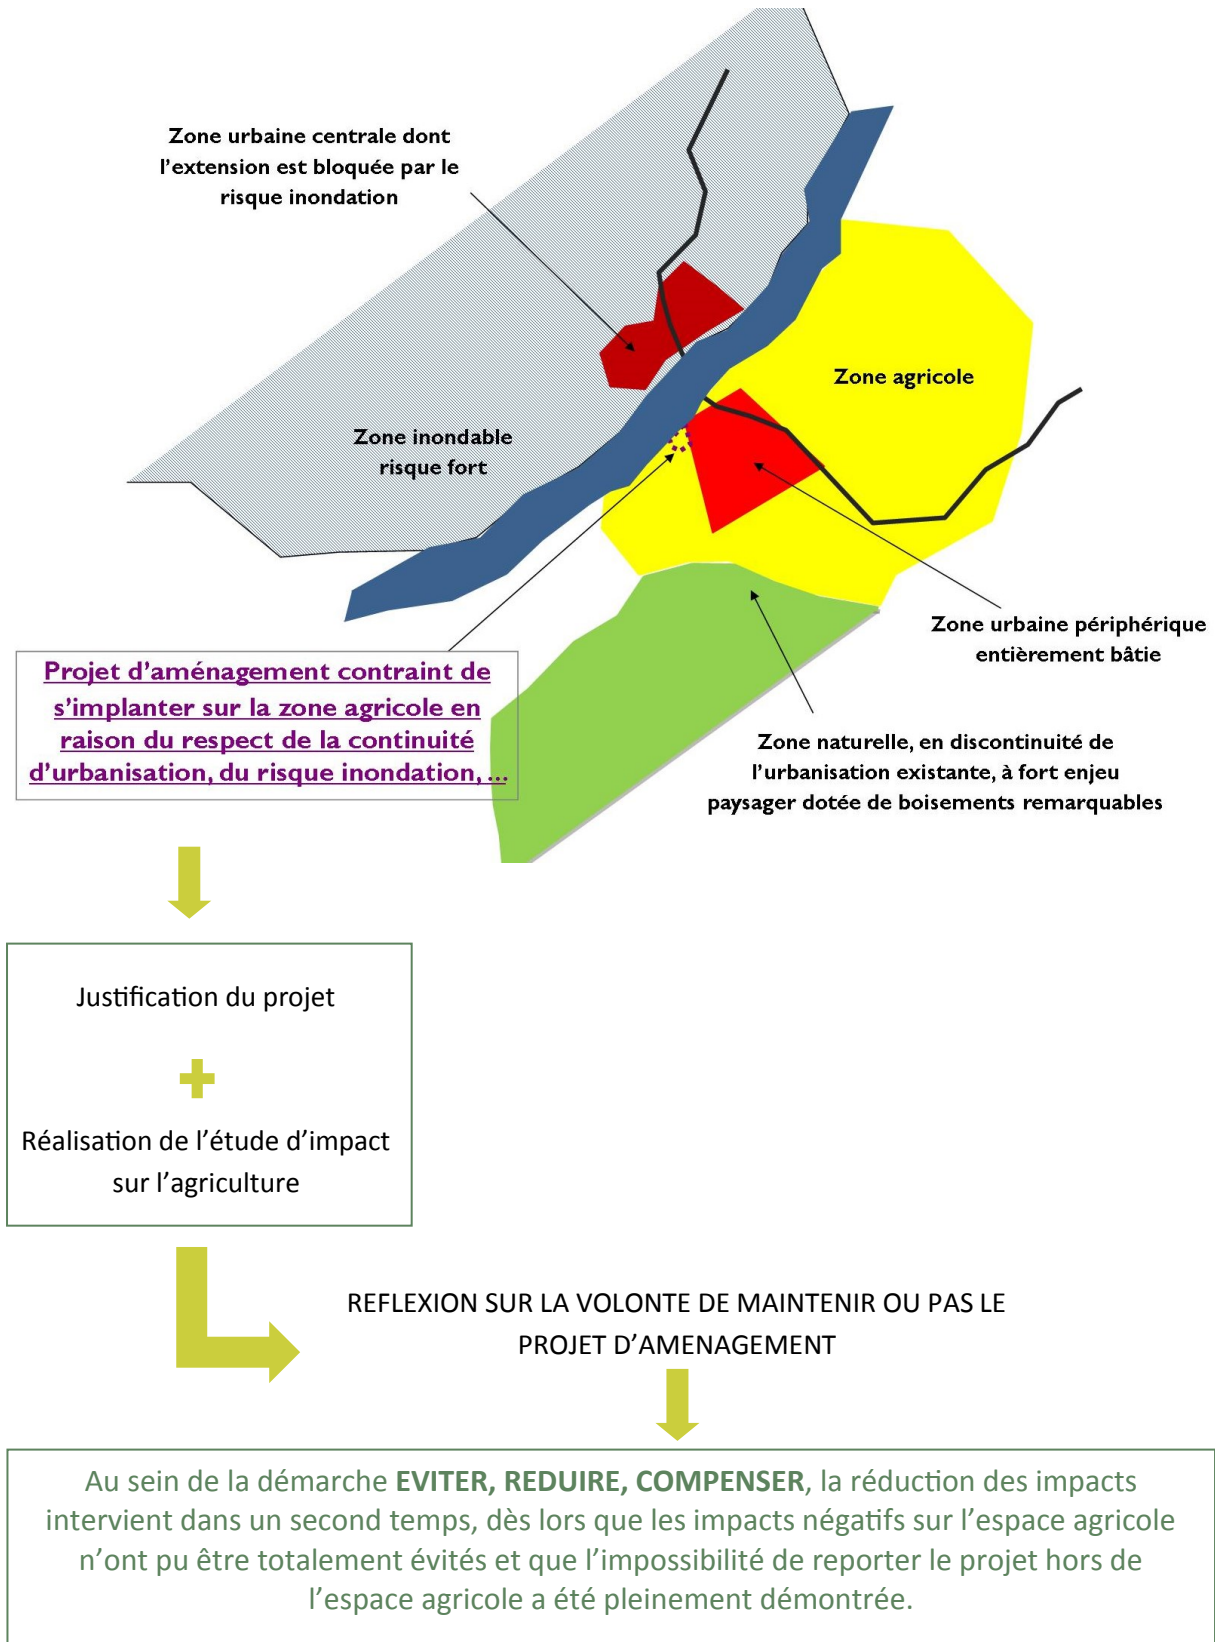 Zone urbaine centrale dont
l’extension est bloquée par le
risque inondation
Zone agricole
Zone inondable
risque fort
Zone urbaine périphérique
entièrement bâtie
Projet d’aménagement contraint de
s’implanter sur la zone agricole en
raison du respect de la continuité
d’urbanisation, du risque inondation, ...
Zone naturelle, en discontinuité de
l’urbanisation existante, à fort enjeu
paysager dotée de boisements remarquables
Justification du projet
Réalisation de l’étude d’impact
sur l’agriculture
REFLEXION SUR LA VOLONTE DE MAINTENIR OU PAS LE
PROJET D’AMENAGEMENT
Au sein de la démarche EVITER, REDUIRE, COMPENSER, la réduction des impacts
intervient dans un second temps, dès lors que les impacts négatifs sur l’espace agricole
n’ont pu être totalement évités et que l’impossibilité de reporter le projet hors de
l’espace agricole a été pleinement démontrée.